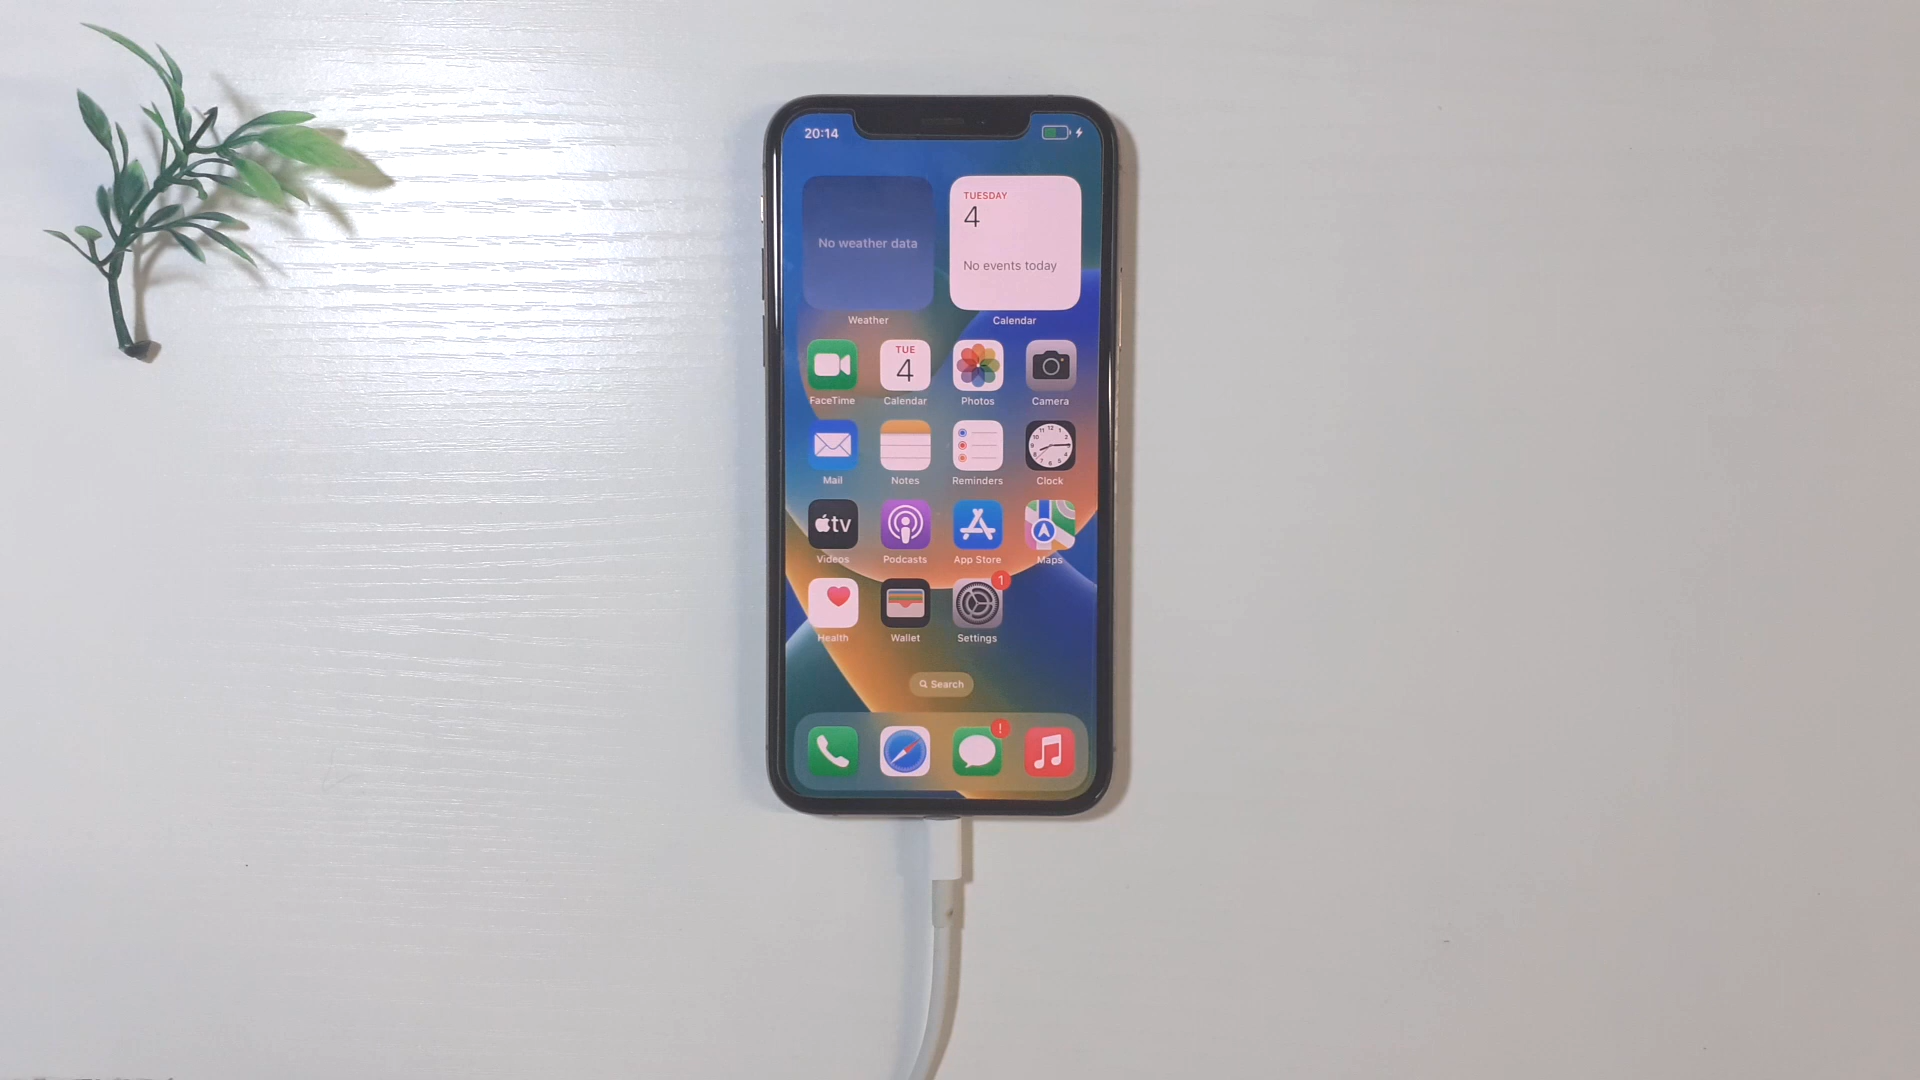 20:14
No weather data
TUESDAY
4
No events today
Weather
Calendar
TUE
4
FaceTime
Calendar
Photos
Camera
Mail
Notes
Reminders
Clock
tv
Videos
Podcasts
App Store
Maps
1
Health
Wallet
Settings
Search
!